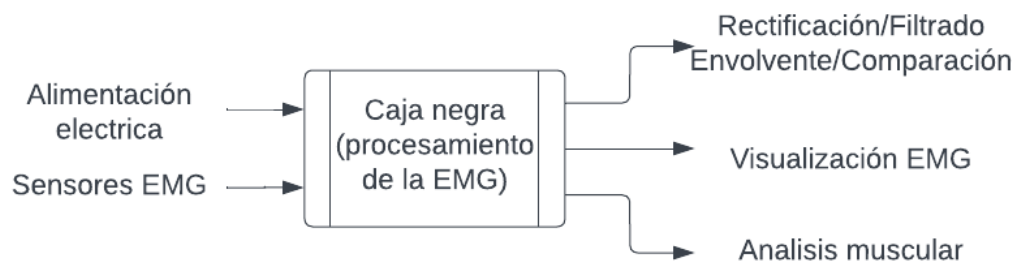 Alimentación
electrica
Sensores EMG
Caja negra
(procesamiento
de la EMG)
Rectificación/Filtrado
Envolvente/Comparación
Visualización EMG
Analisis muscular